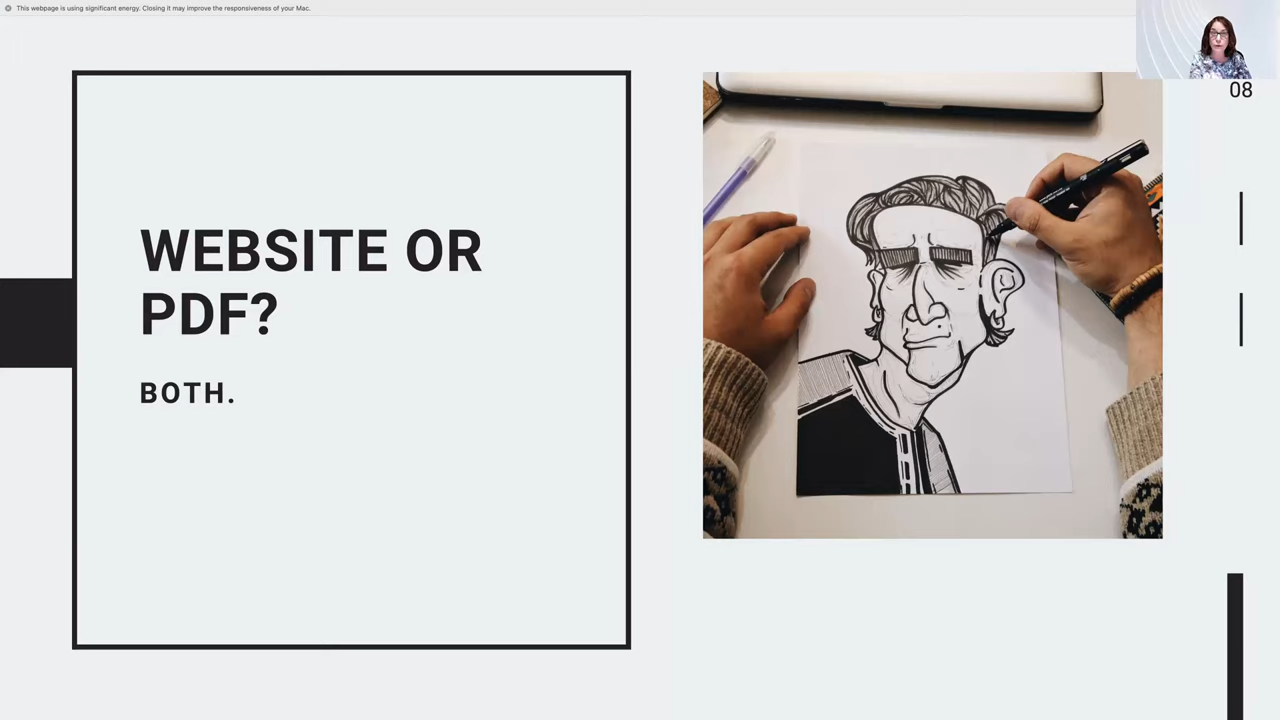 This webpage is using significant energy. Closing it may improve the responsiveness of your Mac.
08
WEBSITE OR
PDF?
BOTH.